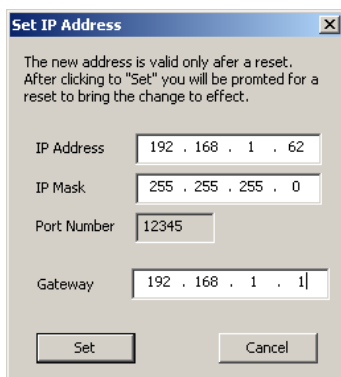 Set IP Address
The new address is valid only afer a reset.
After clicking to "Set" you will be promted for a
reset to bring the change to effect.
IP Address 192 . 168 . 1 . 62
IP Mask 255 . 255 . 255 . 0
Port Number 12345
Gateway 192 . 168 . 1 . 1
Set Cancel